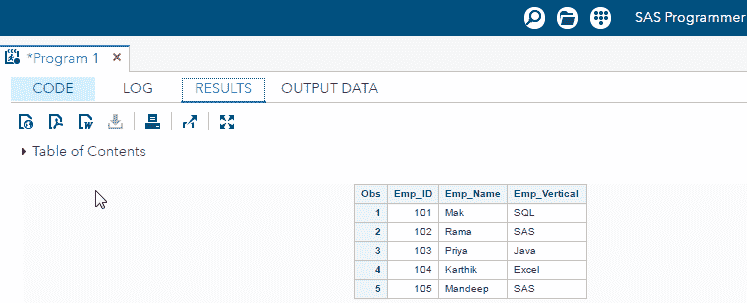 SAS Programmer
*Program 1 ×
CODE LOG RESULTS OUTPUT DATA
Table of Contents
Obs Emp_ID Emp_Name Emp_Vertical
1 101 Mak SQL
2 102 Rama SAS
3 103 Priya Java
4 104 Karthik Excel
5 105 Mandeep SAS